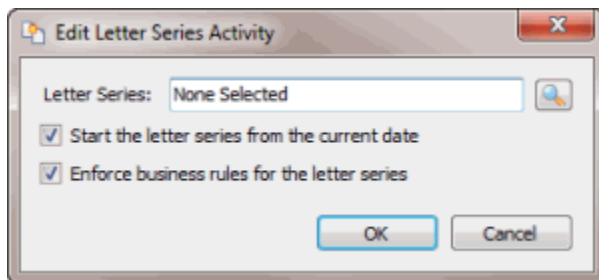 Edit Letter Series Activity
Letter Series: None Selected
Start the letter series from the current date
Enforce business rules for the letter series
OK Cancel